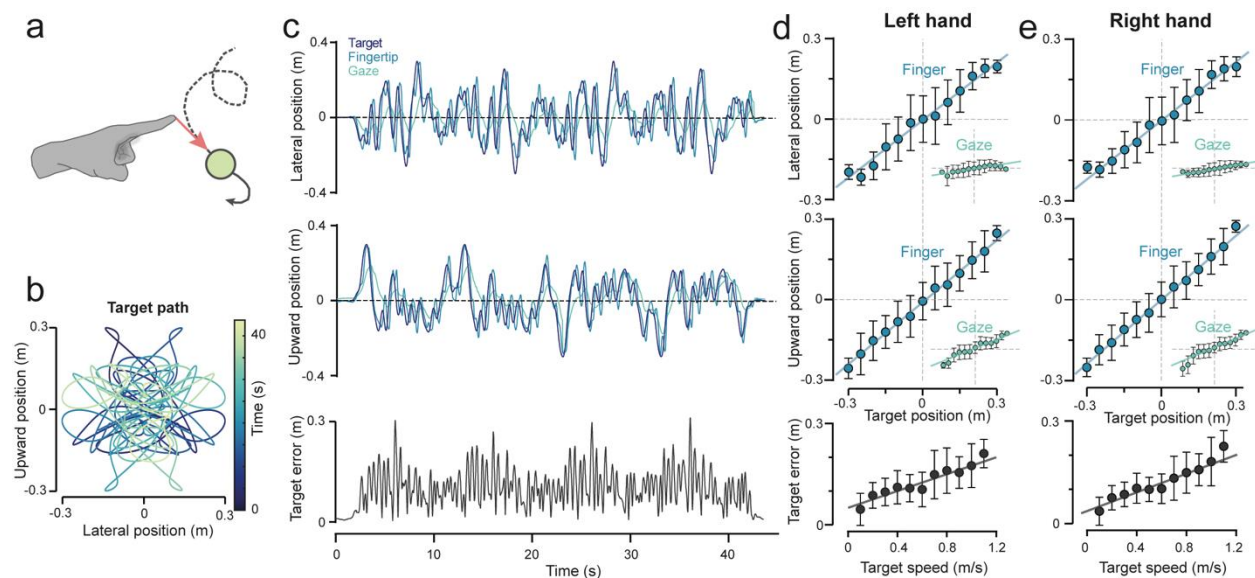 a
b
Target path
Upward position (m)
0.3
0
-0.3
-0.3
0
0.3
Lateral position (m)
40
0
Time (s)
c
Target
Fingertip
Gaze
Lateral position (m)
0.4
0
-0.4
Upward position (m)
0.4
0
-0.4
Target error (m)
0.3
0
0
10
20
30
40
Time (s)
d
Left hand
Lateral position (m)
0.3
0
-0.3
Finger
Gaze
Upward position (m)
0.3
0
-0.3
Finger
Gaze
-0.3
0
0.3
Target position (m)
Target error (m)
0.3
0
0
0.4
0.8
1.2
Target speed (m/s)
e
Right hand
0.3
0
-0.3
Finger
Gaze
0.3
0
-0.3
Finger
Gaze
-0.3
0
0.3
Target position (m)
0.3
0
0
0.4
0.8
1.2
Target speed (m/s)